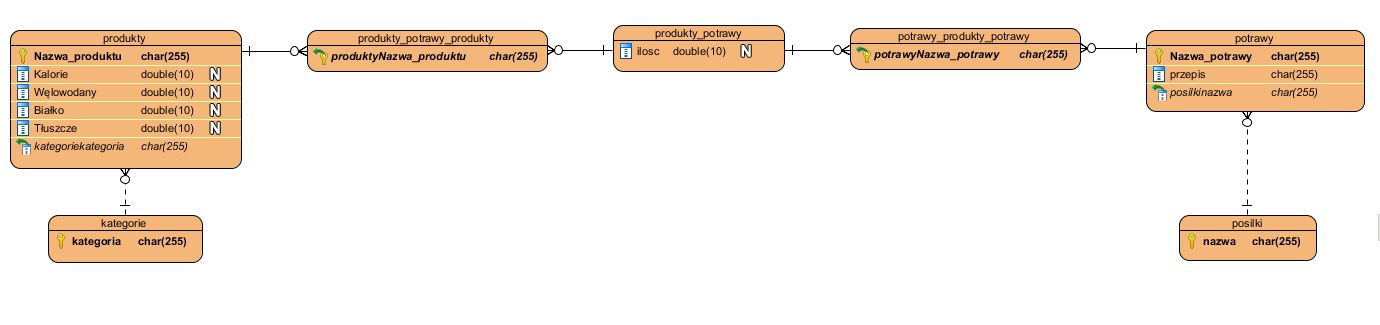 produkty
Nazwa_produktu char(255)
Kalorie double(10) N
Węlowodany double(10) N
Białko double(10) N
Tłuszcze double(10) N
kategoriekategoria char(255)
produkty_potrawy_produkty
produktyNazwa_produktu char(255)
produkty_potrawy
ilosc double(10) N
potrawy_produkty_potrawy
potrawyNazwa_potrawy char(255)
potrawy
Nazwa_potrawy char(255)
przepis char(255)
posilkinazwa char(255)
kategorie
kategoria char(255)
posilki
nazwa char(255)